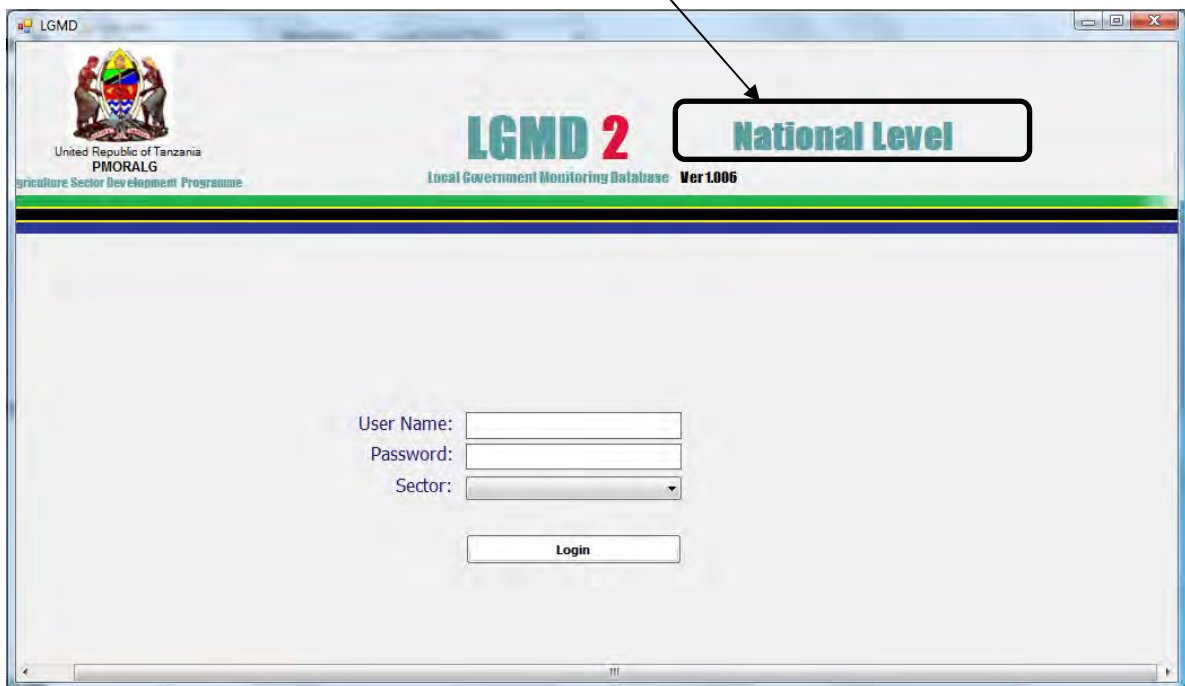 LGMD
United Republic of Tanzania
PMORALG
griculture Sector Development Programme
LGMD 2
National Level
Local Government Monitoring Database Ver 1.006
User Name:
Password:
Sector:
Login